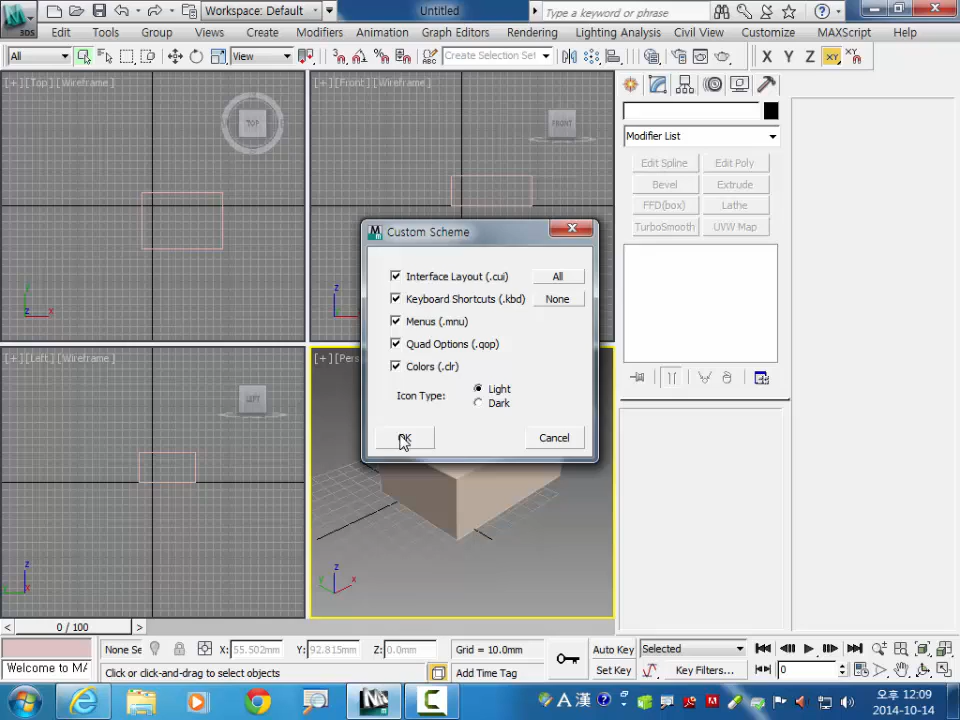 Workspace: Default
Untitled
Type a keyword or phrase
3DS
Edit
Tools
Group
Views
Create
Modifiers
Animation
Graph Editors
Rendering
Lighting Analysis
Civil View
Customize
MAXScript
Help
All
View
Create Selection Set
X
Y
Z
XY
[+][Top][Wireframe]
TOP
[+][Front][Wireframe]
FRONT
Modifier List
Edit Spline
Edit Poly
Bevel
Extrude
FFD(box)
Lathe
TurboSmooth
UVW Map
Custom Scheme
Interface Layout (.cui)
All
Keyboard Shortcuts (.kbd)
None
Menus (.mnu)
Quad Options (.qop)
Colors (.clr)
Icon Type:
Light
Dark
OK
Cancel
[+][Left][Wireframe]
LEFT
[+][Pers
y
x
z
z
y
z
y
x
< 0 / 100 >
None Se
X: 55.502mm
Y: 92.815mm
Z: 0.0mm
Grid = 10.0mm
Auto Key
Selected
Welcome to MA
Click or click-and-drag to select objects
Add Time Tag
Set Key
Key Filters...
0
A 漢
오후 12:09
2014-10-14